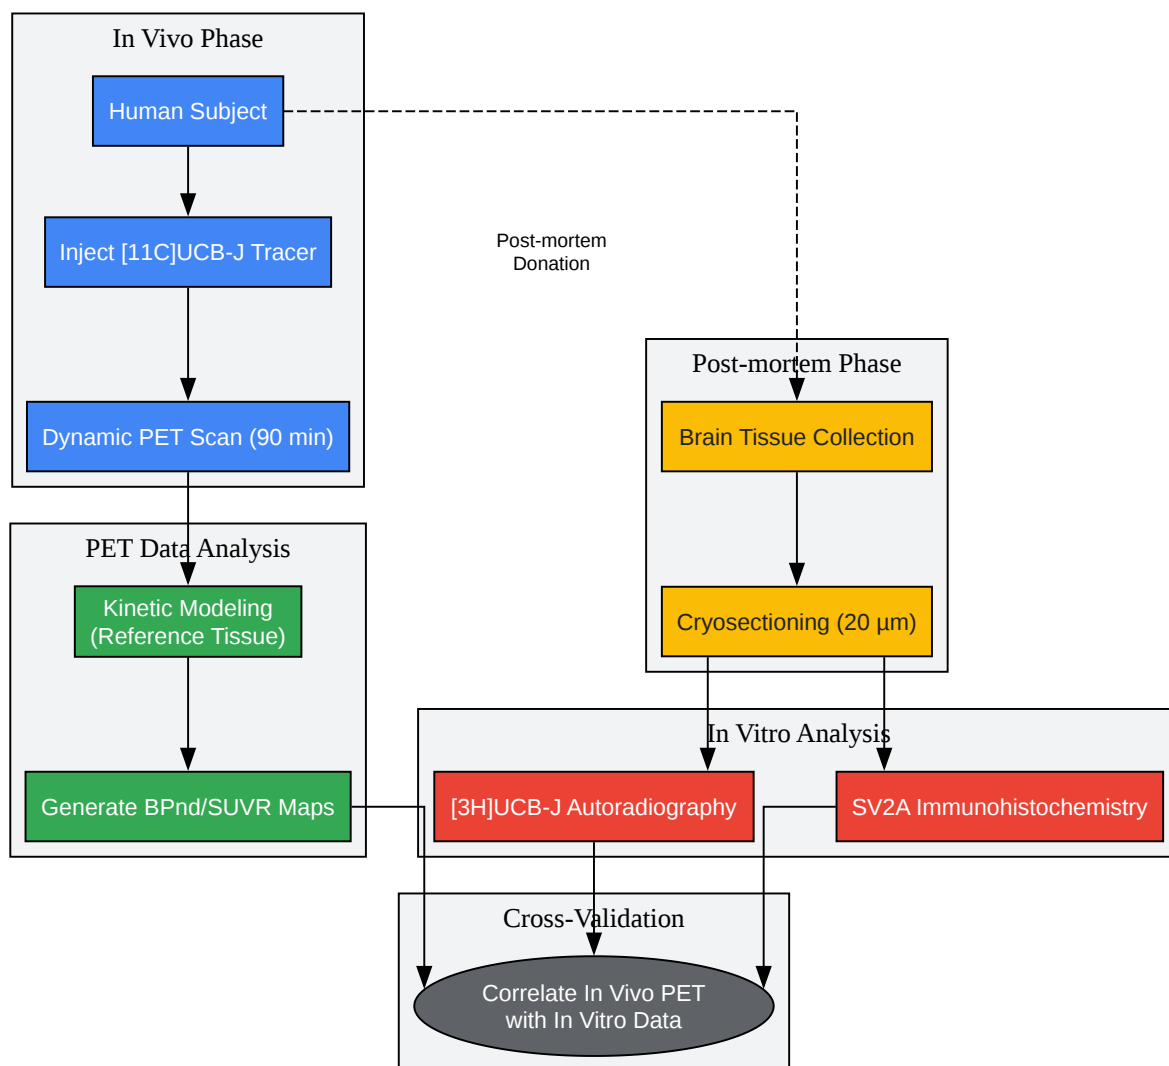 In Vivo Phase
Human Subject
Inject [11C]UCB-J Tracer
Post-mortem
Donation
Dynamic PET Scan (90 min)
Post-mortem Phase
Brain Tissue Collection
PET Data Analysis
Kinetic Modeling
(Reference Tissue)
Cryosectioning (20 µm)
In Vitro Analysis
Generate BPnd/SUVR Maps
[3H]UCB-J Autoradiography
SV2A Immunohistochemistry
Cross-Validation
Correlate In Vivo PET
with In Vitro Data